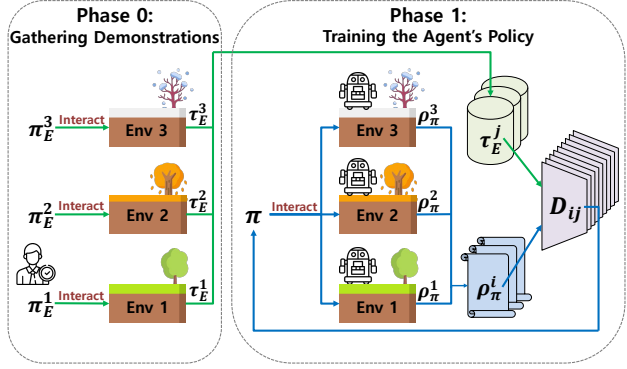 Phase 0:
Gathering Demonstrations
π_E^3 Interact Env 3 τ_E^3
π_E^2 Interact Env 2 τ_E^2
π_E^1 Interact Env 1 τ_E^1
Phase 1:
Training the Agent's Policy
π Interact
Env 3 ρ_π^3
Env 2 ρ_π^2
Env 1 ρ_π^1
τ_E^j
ρ_π^i
D_ij